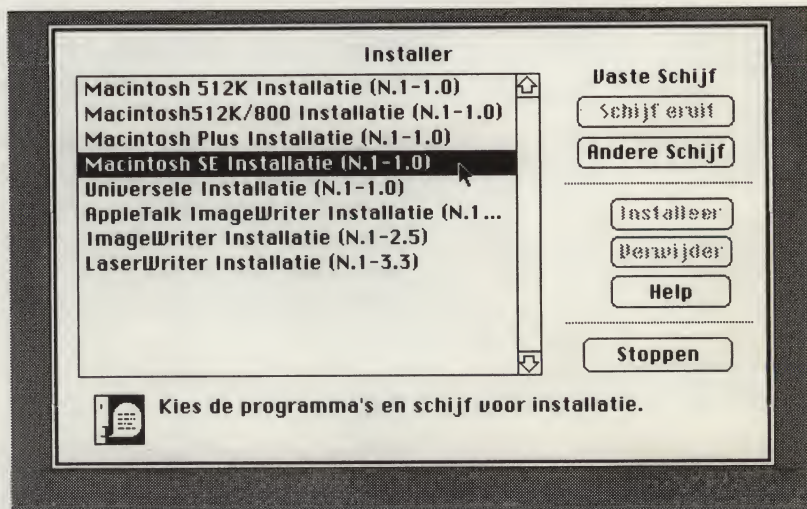 Installer
Macintosh 512K Installatie (N.1-1.0)
Macintosh512K/800 Installatie (N.1-1.0)
Macintosh Plus Installatie (N.1-1.0)
Macintosh SE Installatie (N.1-1.0)
Universele Installatie (N.1-1.0)
AppleTalk ImageWriter Installatie (N.1...
ImageWriter Installatie (N.1-2.5)
LaserWriter Installatie (N.1-3.3)
Vaste Schijf
Schijf eruit
Andere Schijf
Installeer
Verwijder
Help
Stoppen
Kies de programma's en schijf voor installatie.